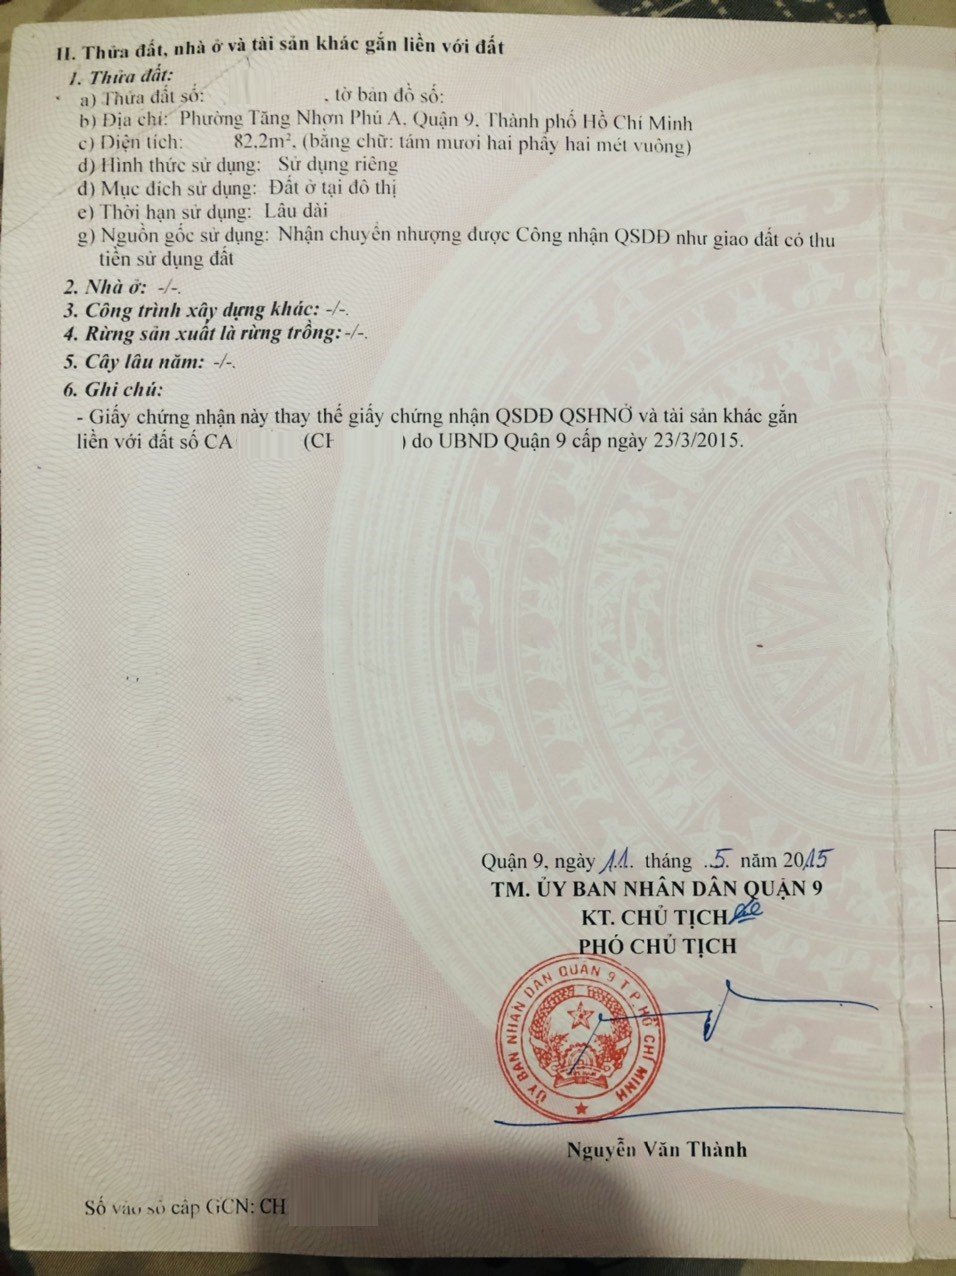 II. Thửa đất, nhà ở và tài sản khác gắn liền với đất
1. Thửa đất:
a) Thửa đất số: , tờ bản đồ số:
b) Địa chỉ: Phường Tăng Nhơn Phú A, Quận 9, Thành phố Hồ Chí Minh
c) Diện tích: 82,2m², (bằng chữ: tám mươi hai phẩy hai mét vuông)
d) Hình thức sử dụng: Sử dụng riêng
đ) Mục đích sử dụng: Đất ở tại đô thị
e) Thời hạn sử dụng: Lâu dài
g) Nguồn gốc sử dụng: Nhận chuyển nhượng được Công nhận QSDĐ như giao đất có thu
tiền sử dụng đất
2. Nhà ở: -/-.
3. Công trình xây dựng khác: -/-.
4. Rừng sản xuất là rừng trồng: -/-.
5. Cây lâu năm: -/-.
6. Ghi chú:
- Giấy chứng nhận này thay thế giấy chứng nhận QSDĐ QSHNỞ và tài sản khác gắn
liền với đất số CA (CH ) do UBND Quận 9 cấp ngày 23/3/2015.
Quận 9, ngày 11 tháng 5 năm 2015
TM. ỦY BAN NHÂN DÂN QUẬN 9
KT. CHỦ TỊCH
PHÓ CHỦ TỊCH
ỦY BAN NHÂN DÂN QUẬN 9 T.P HỒ CHÍ MINH
Nguyễn Văn Thành
Số vào sổ cấp GCN: CH